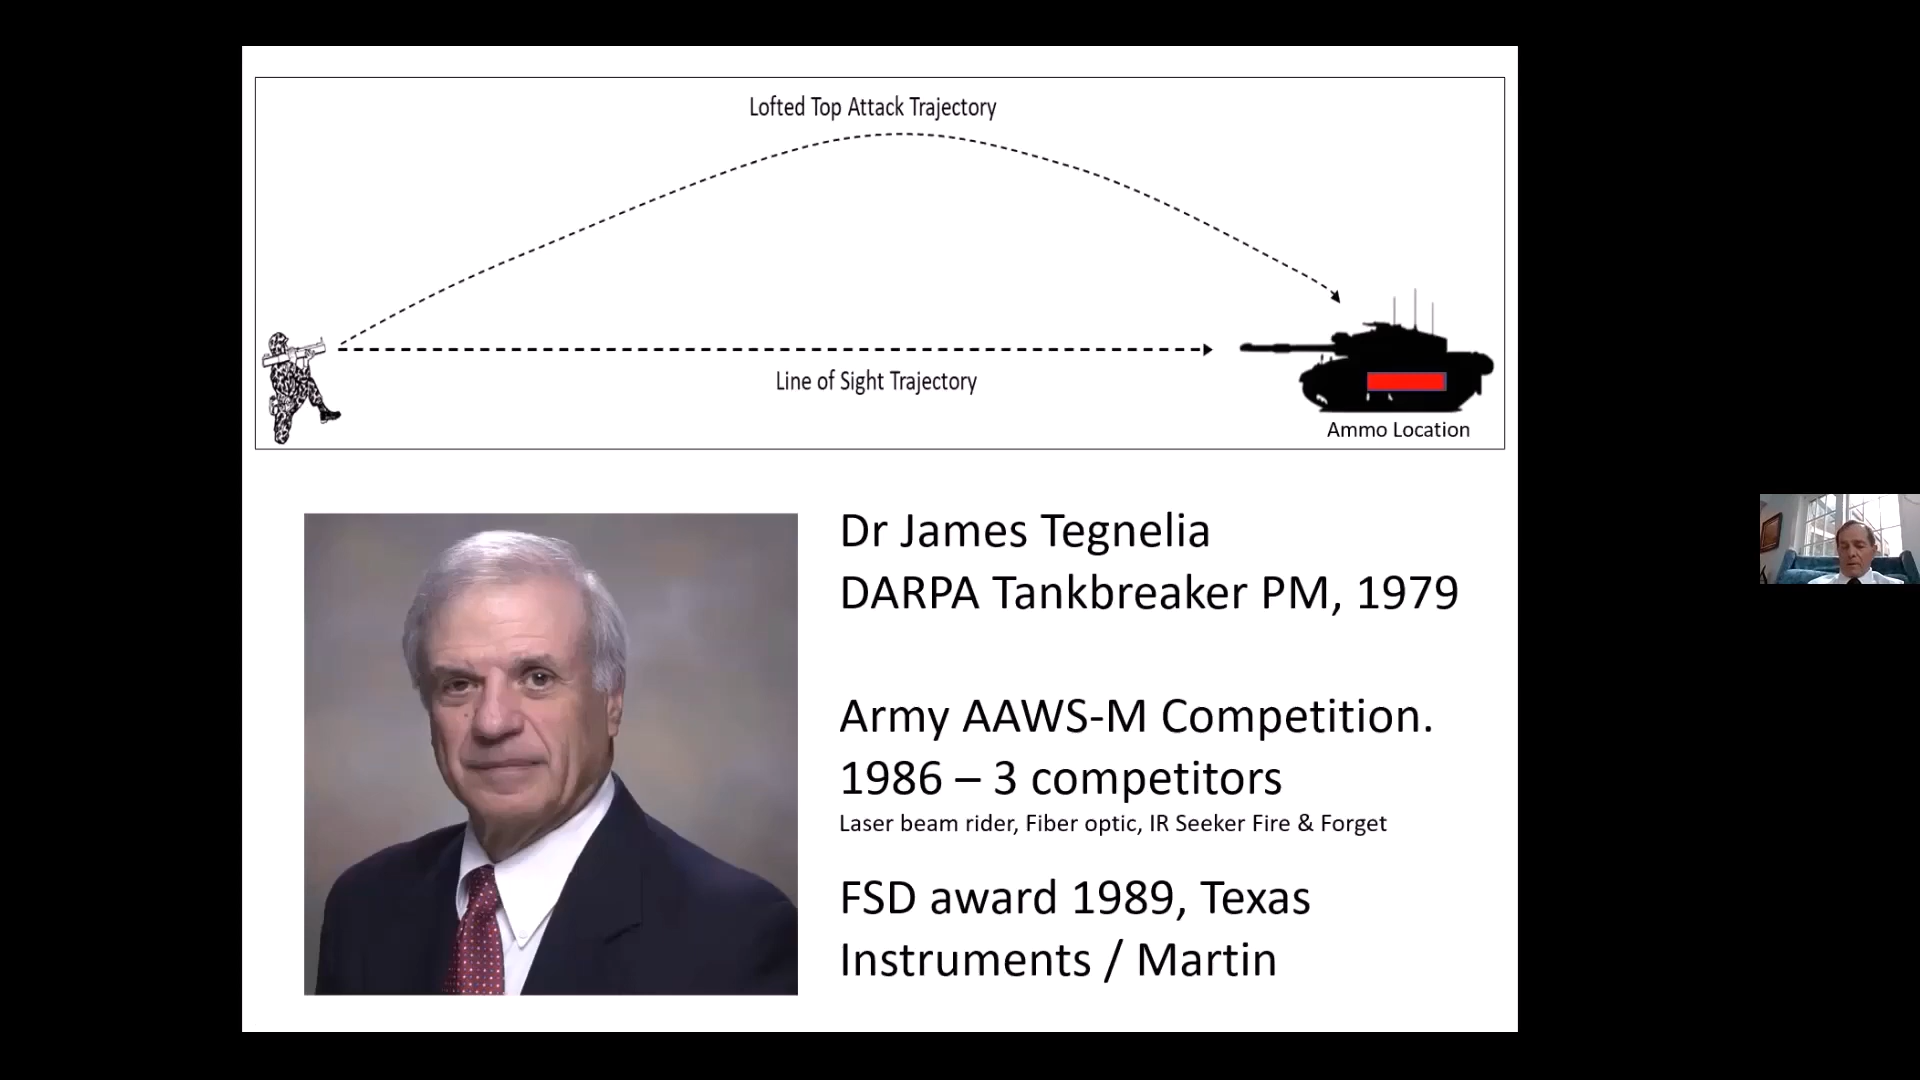 Lofted Top Attack Trajectory
Line of Sight Trajectory
Ammo Location
Dr James Tegnelia
DARPA Tankbreaker PM, 1979
Army AAWS-M Competition.
1986 – 3 competitors
Laser beam rider, Fiber optic, IR Seeker Fire & Forget
FSD award 1989, Texas
Instruments / Martin